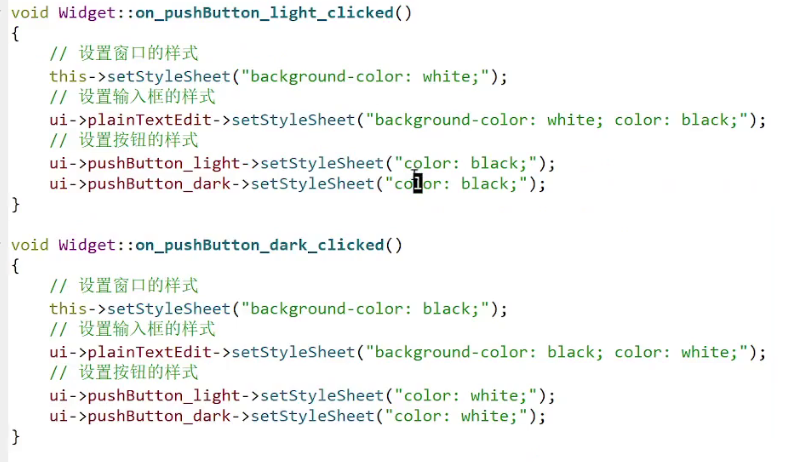 void Widget::on_pushButton_light_clicked()
{
// 设置窗口的样式
this->setStyleSheet("background-color: white;");
// 设置输入框的样式
ui->plainTextEdit->setStyleSheet("background-color: white; color: black;");
// 设置按钮的样式
ui->pushButton_light->setStyleSheet("color: black;");
ui->pushButton_dark->setStyleSheet("color: black;");
}
void Widget::on_pushButton_dark_clicked()
{
// 设置窗口的样式
this->setStyleSheet("background-color: black;");
// 设置输入框的样式
ui->plainTextEdit->setStyleSheet("background-color: black; color: white;");
// 设置按钮的样式
ui->pushButton_light->setStyleSheet("color: white;");
ui->pushButton_dark->setStyleSheet("color: white;");
}